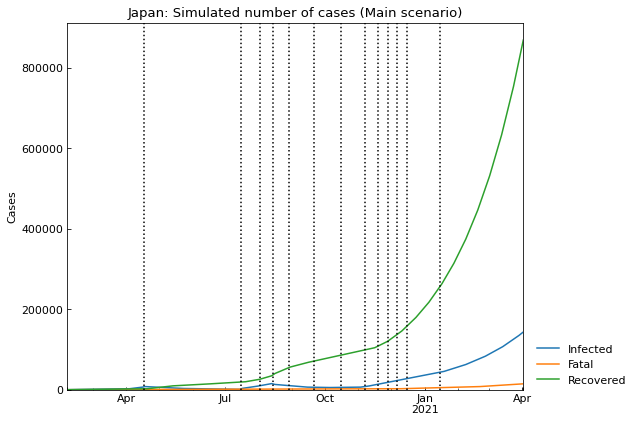 Japan: Simulated number of cases (Main scenario)
800000
600000
400000
200000
0
Cases
Apr
Jul
Oct
Jan
2021
Apr
Infected
Fatal
Recovered